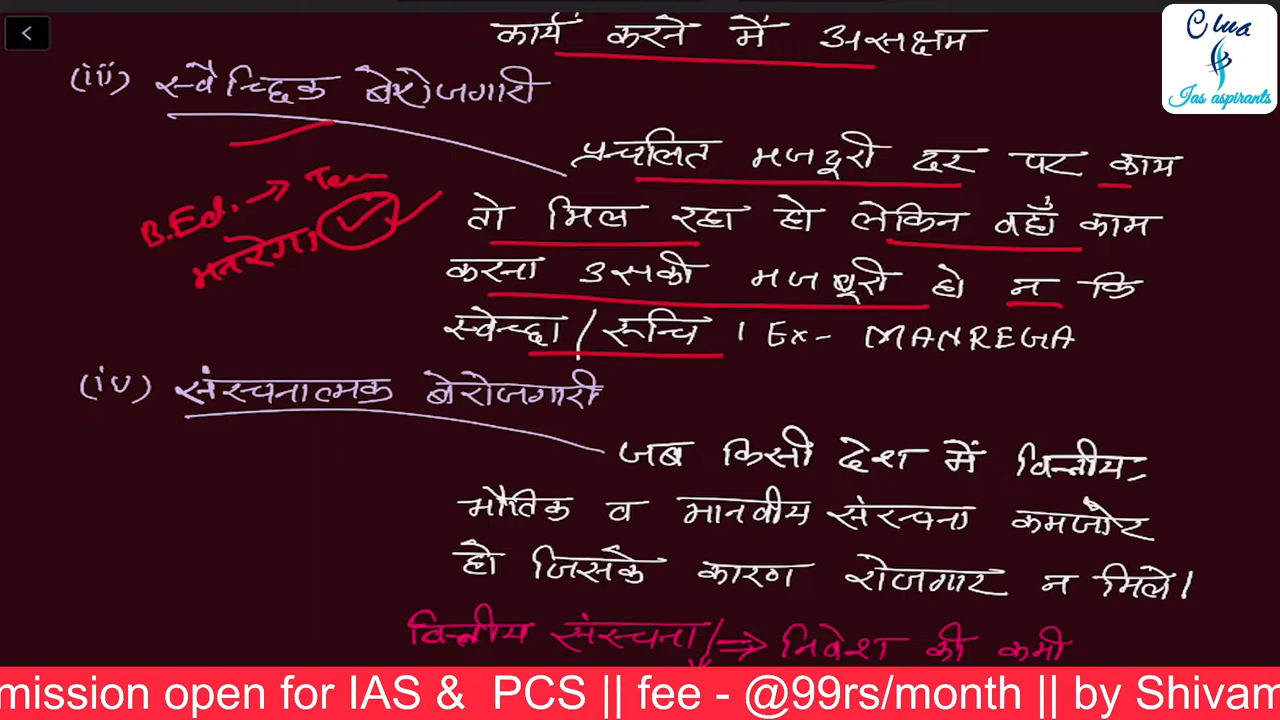 कार्य करने में असक्षम
(iii) स्वैच्छिक बेरोजगारी
प्रचलित मजदूरी दर पर काम
तो मिल रहा हो लेकिन वहाँ काम
करना उसकी मजबूरी हो न कि
स्वेच्छा/रूचि । Ex- MANREGA
B.Ed. →
मनरेगा
(iv) संरचनात्मक बेरोजगारी
जब किसी देश में वित्तीय,
भौतिक व मानवीय संरचना कमजोर
हो जिसके कारण रोजगार न मिले।
वित्तीय संरचना ⇒ निवेश की कमी
Clua
Ias aspirants
mission open for IAS & PCS || fee - @99rs/month || by Shivam